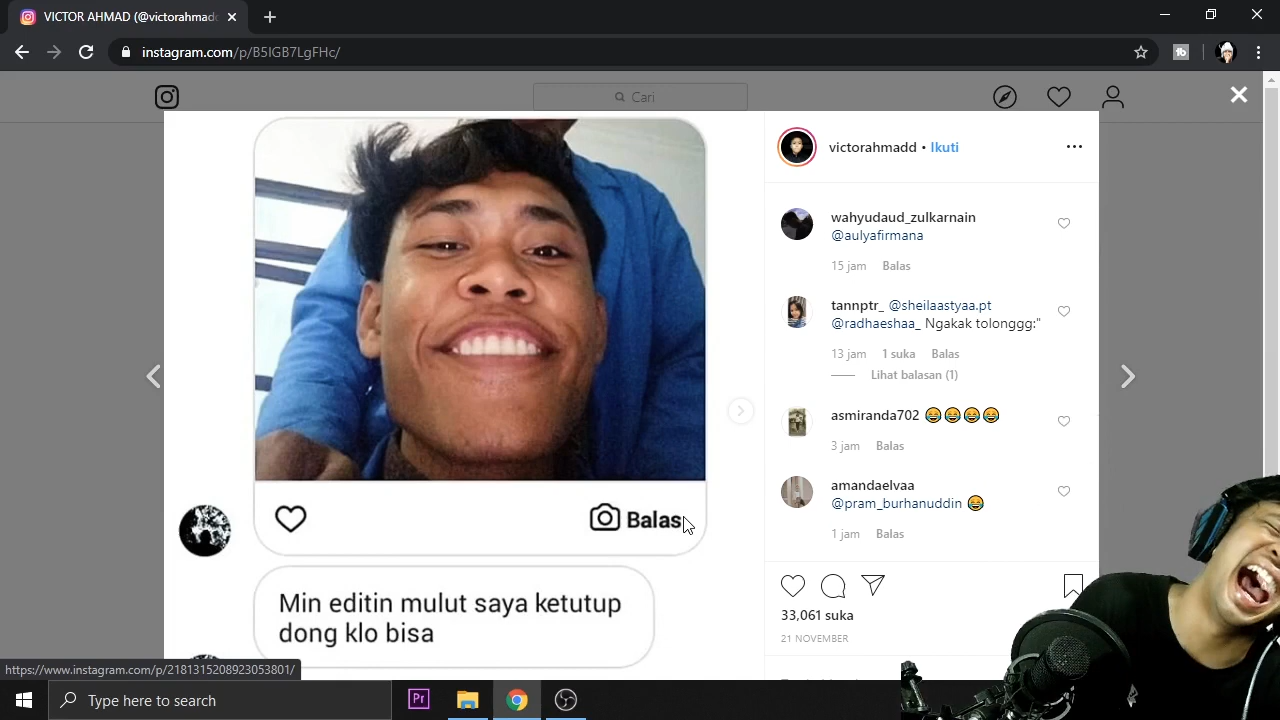 VICTOR AHMAD (@victorahmad
instagram.com/p/B5IGB7LgFHc/
Cari
victorahmadd • Ikuti
wahyudaud_zulkarnain
@aulyafirmana
15 jam Balas
tannptr_ @sheilaastyaa.pt
@radhaeshaa_ Ngakak tolonggg:"
13 jam 1 suka Balas
Lihat balasan (1)
asmiranda702 😂😂😂😂
3 jam Balas
amandaelvaa
@pram_burhanuddin 😂
1 jam Balas
33,061 suka
21 NOVEMBER
Balas
Min editin mulut saya ketutup
dong klo bisa
https://www.instagram.com/p/2181315208923053801/
Type here to search
Pr